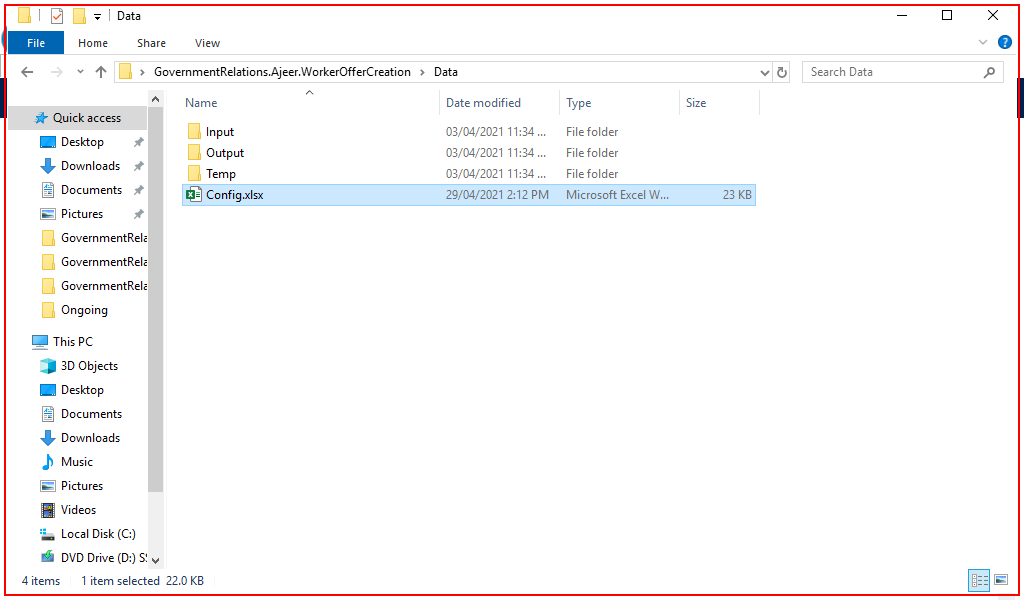 Data
File Home Share View
GovernmentRelations.Ajeer.WorkerOfferCreation > Data Search Data
Name Date modified Type Size
Quick access
Desktop
Downloads
Documents
Pictures
GovernmentRela
GovernmentRela
GovernmentRela
Ongoing
This PC
3D Objects
Desktop
Documents
Downloads
Music
Pictures
Videos
Local Disk (C:)
DVD Drive (D:) S
Input 03/04/2021 11:34 ... File folder
Output 03/04/2021 11:34 ... File folder
Temp 03/04/2021 11:34 ... File folder
Config.xlsx 29/04/2021 2:12 PM Microsoft Excel W... 23 KB
4 items 1 item selected 22.0 KB